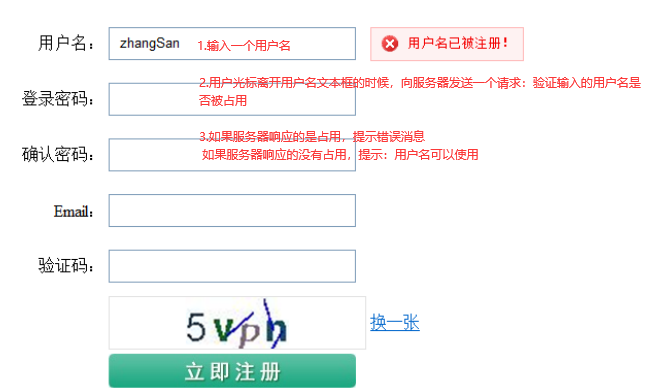 用户名：
zhangSan
1.输入一个用户名
用户名已被注册！
2.用户光标离开用户名文本框的时候，向服务器发送一个请求：验证输入的用户名是
否被占用
登录密码：
3.如果服务器响应的是占用，提示错误消息
如果服务器响应的没有占用，提示：用户名可以使用
确认密码：
Email：
验证码：
5vph
换一张
立即注册